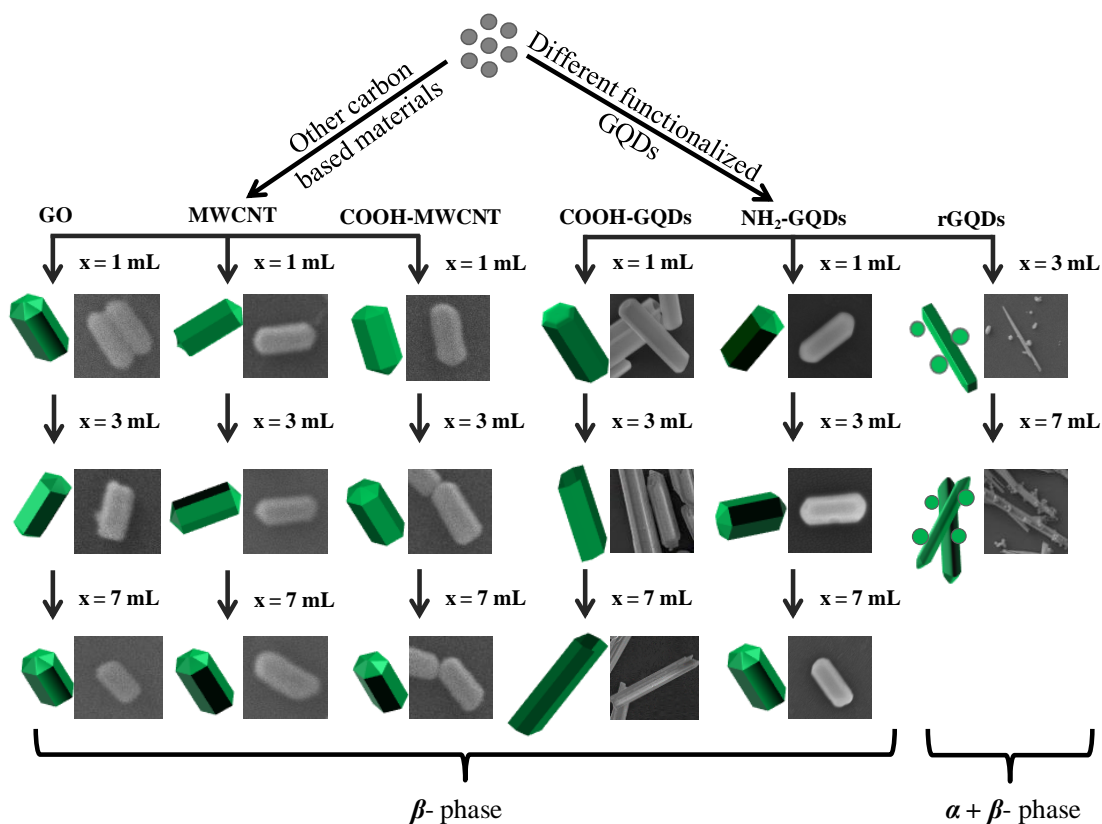 Other carbon
based materials
Different functionalized
GQDs
GO
MWCNT
COOH-MWCNT
COOH-GQDs
NH₂-GQDs
rGQDs
x = 1 mL
x = 1 mL
x = 1 mL
x = 1 mL
x = 1 mL
x = 3 mL
x = 3 mL
x = 3 mL
x = 3 mL
x = 3 mL
x = 3 mL
x = 7 mL
x = 7 mL
x = 7 mL
x = 7 mL
x = 7 mL
x = 7 mL
β- phase
α + β- phase